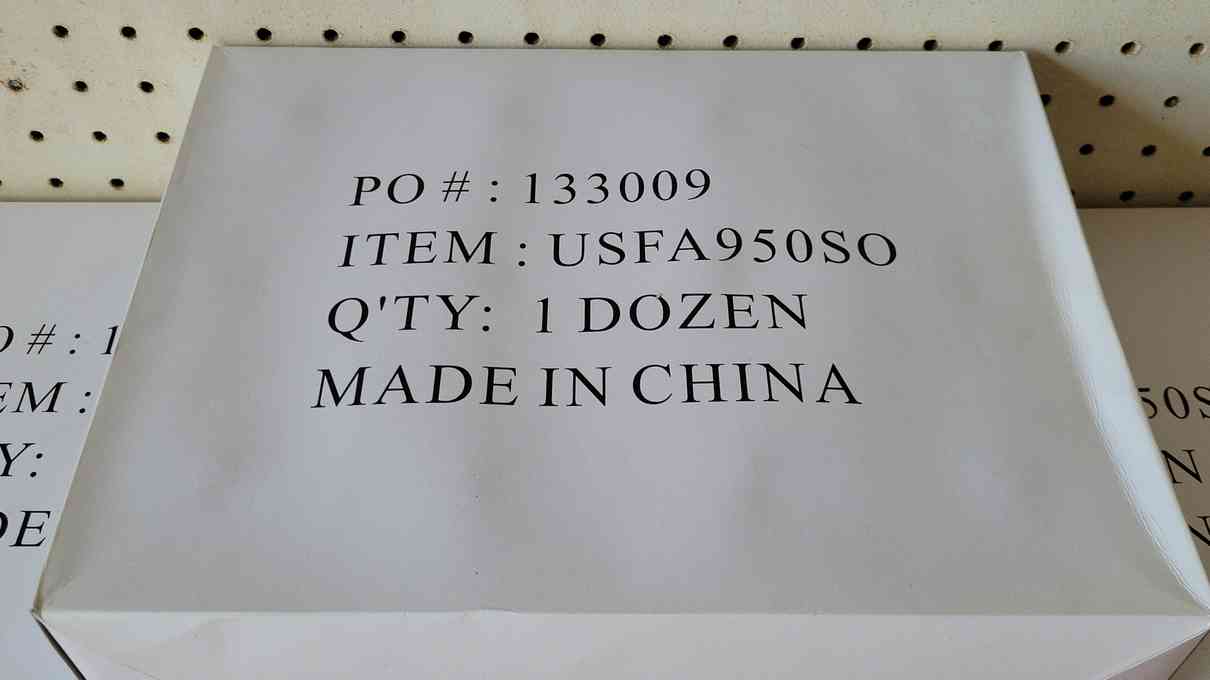 PO # : 133009
ITEM : USFA950SO
Q'TY: 1 DOZEN
MADE IN CHINA